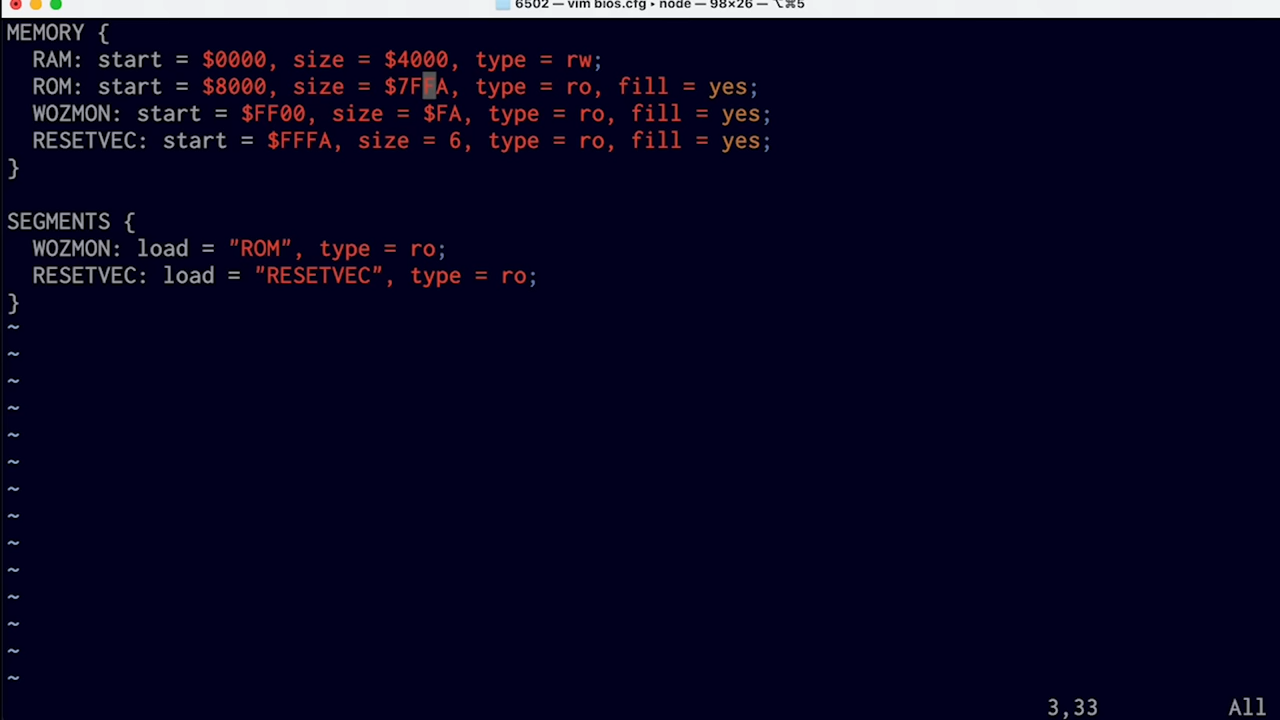 6502 — vim bios.cfg ▸ node — 98×26 — ⌥⌘5
MEMORY {
  RAM: start = $0000, size = $4000, type = rw;
  ROM: start = $8000, size = $7FFA, type = ro, fill = yes;
  WOZMON: start = $FF00, size = $FA, type = ro, fill = yes;
  RESETVEC: start = $FFFA, size = 6, type = ro, fill = yes;
}
SEGMENTS {
  WOZMON: load = "ROM", type = ro;
  RESETVEC: load = "RESETVEC", type = ro;
}
~
~
~
~
~
~
~
~
~
~
~
~
~
~
3,33 All